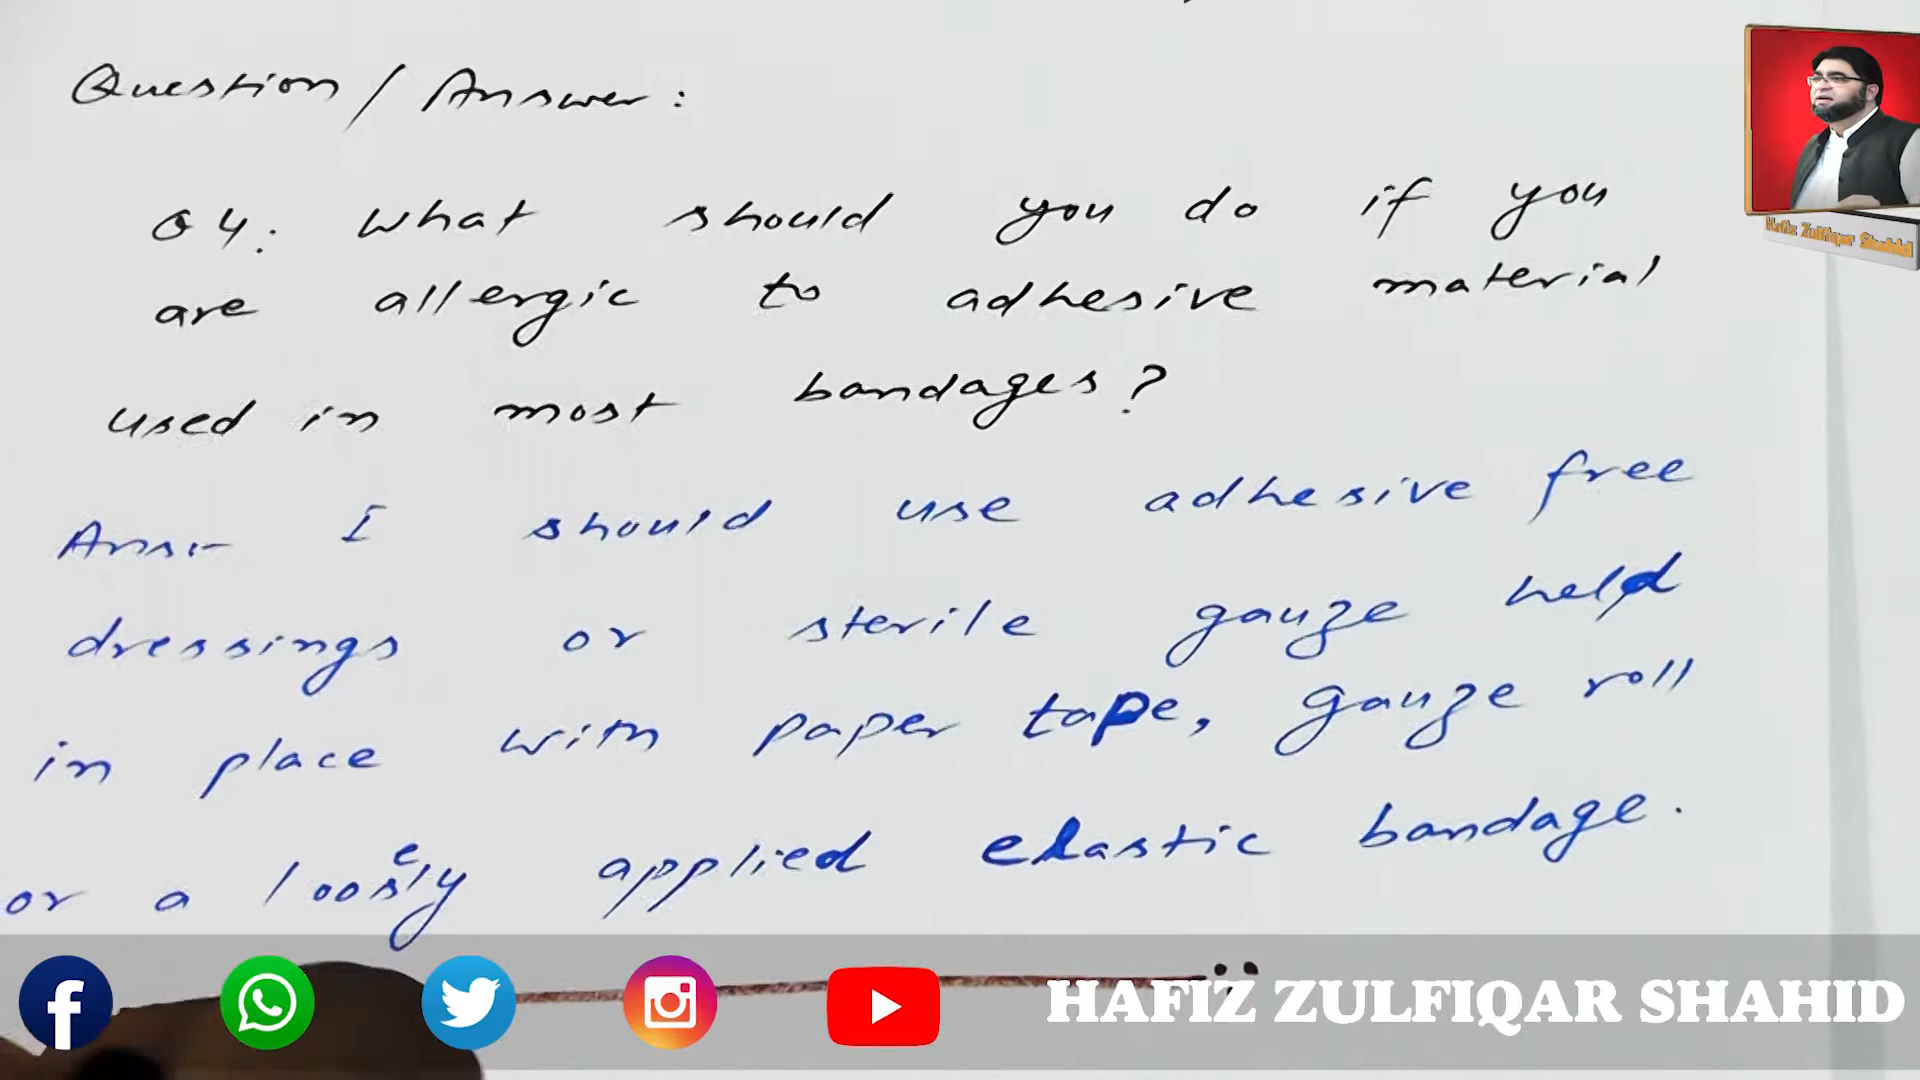 Question/Answer:
Q4: What should you do if you
are allergic to adhesive material
used in most bandages?
Ans:- I should use adhesive free
dressings or sterile gauze held
in place with paper tape, gauze roll
or a loosely applied elastic bandage.
Hafiz Zulfiqar Shahid
HAFIZ ZULFIQAR SHAHID